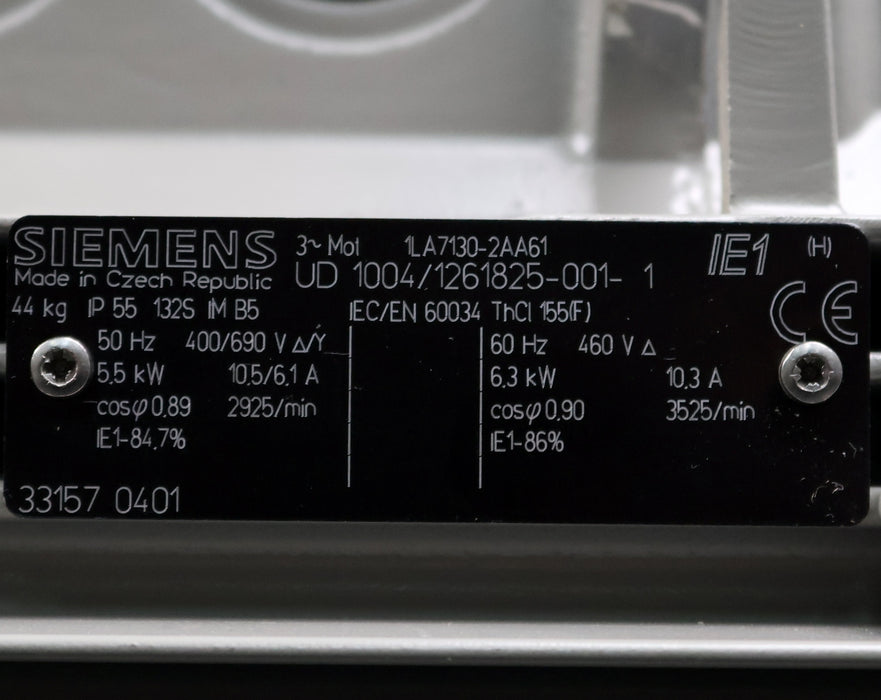 SIEMENS 3~ Mot 1LA7130-2AA61 IE1 (H)
Made in Czech Republic UD 1004/1261825-001- 1
44 kg IP 55 132S IM B5 IEC/EN 60034 ThCl 155(F) CE
50 Hz 400/690 V Δ/Y 60 Hz 460 V Δ
5,5 kW 10.5/6,1 A 6,3 kW 10.3 A
cosφ 0,89 2925/min cosφ 0,90 3525/min
IE1-84,7% IE1-86%
33157 0401